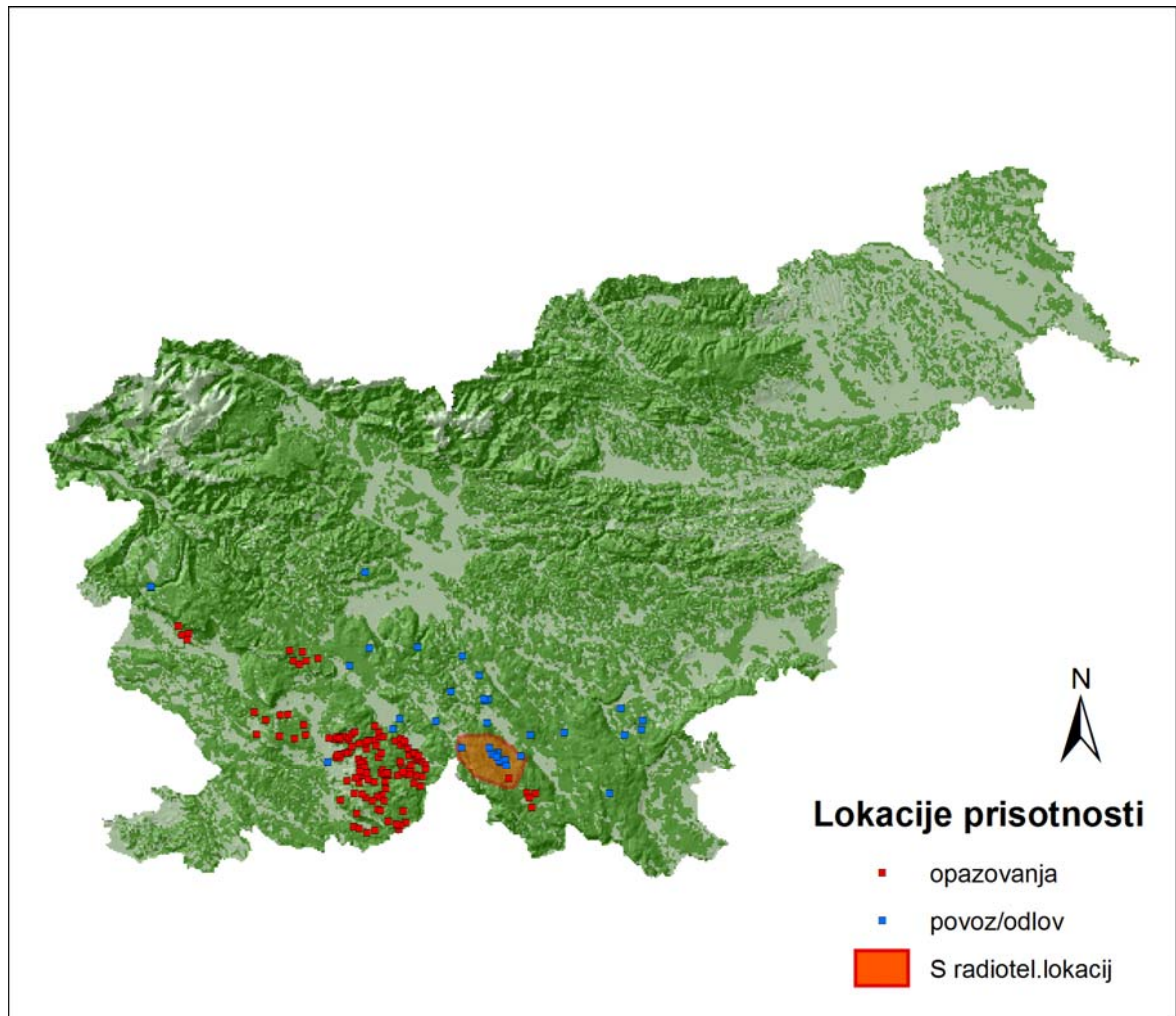 N
Lokacije prisotnosti
opazovanja
povoz/odlov
S radiotel.lokacij